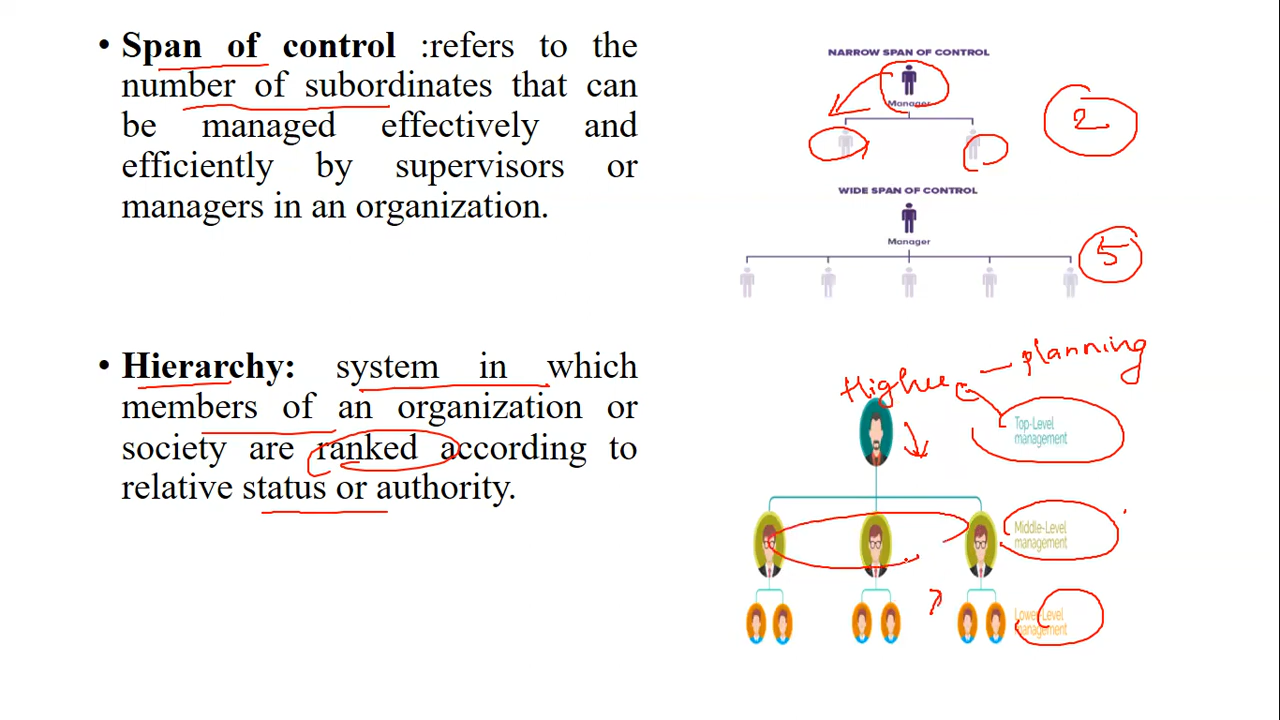 • Span of control :refers to the
number of subordinates that can
be managed effectively and
efficiently by supervisors or
managers in an organization.
NARROW SPAN OF CONTROL
Manager
2
WIDE SPAN OF CONTROL
Manager
5
• Hierarchy: system in which
members of an organization or
society are ranked according to
relative status or authority.
— planning
Top-Level
management
Middle-Level
management
Lower-Level
management